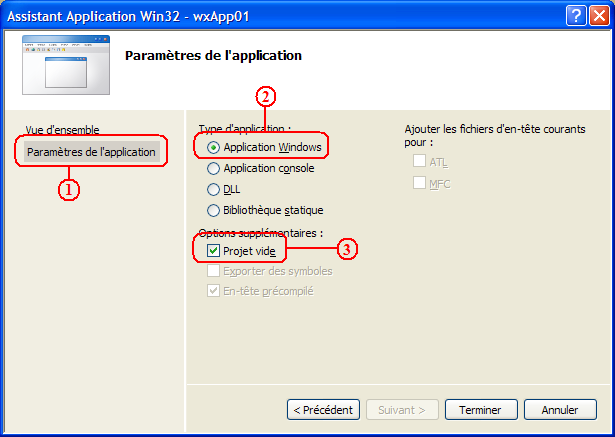 Assistant Application Win32 - wxApp01
Paramètres de l'application
Vue d'ensemble
Paramètres de l'application
1
2
Type d'application :
Application Windows
Application console
DLL
Bibliothèque statique
Options supplémentaires :
Projet vide
3
Exporter des symboles
En-tête précompilé
Ajouter les fichiers d'en-tête courants
pour :
ATL
MFC
< Précédent
Suivant >
Terminer
Annuler